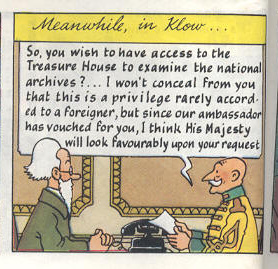 Meanwhile, in Klow ...
So, you wish to have access to the
Treasure House to examine the national
archives?... I won't conceal from you
that this is a privilege rarely accord-
ed to a foreigner, but since our ambassador
has vouched for you, I think His Majesty
will look favourably upon your request